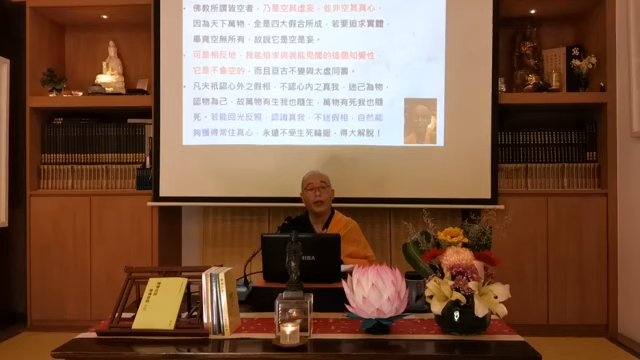 佛教所謂皆空者,乃是空其虛妄,並非空其真心。
因為天下萬物,全是四大假合所成,若要追求實體,
畢竟空無所有,故說它是空是妄。
可是相反地,我能追求與能見聞的這個知覺性
它是不會空的,而且亙古不變與太虛同壽。
凡夫祇認心外之假相,不認心內之真我,迷己為物,
認物為己,故萬物有生我也隨生,萬物有死我也隨
死。若能回光反照,認識真我,不迷假相,自然能
夠獲得常住真心,永遠不受生死輪迴,得大解脫!